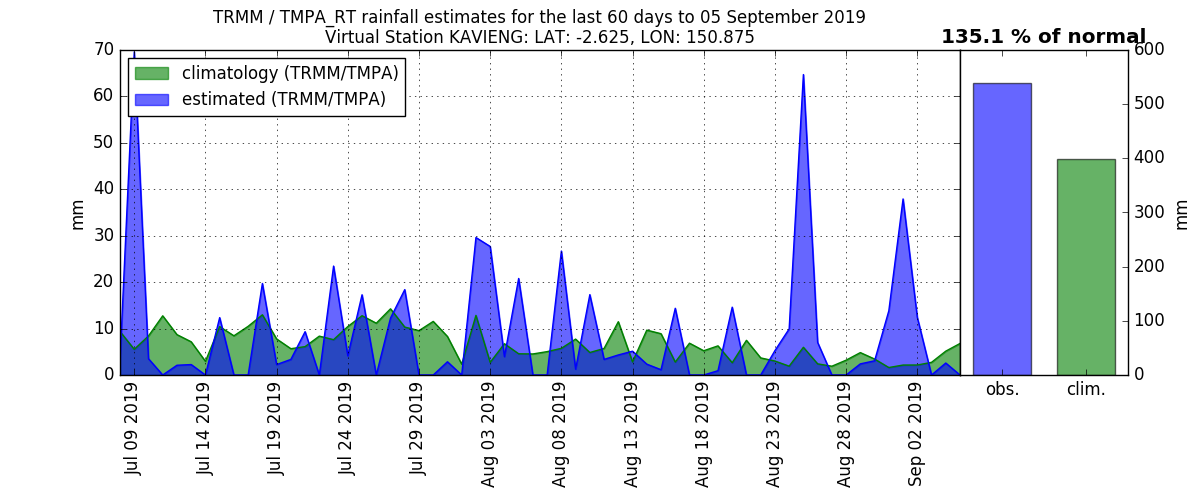 TRMM / TMPA_RT rainfall estimates for the last 60 days to 05 September 2019
Virtual Station KAVIENG: LAT: -2.625, LON: 150.875
135.1 % of normal
climatology (TRMM/TMPA)
estimated (TRMM/TMPA)
70
60
50
40
30
20
10
0
mm
Jul 09 2019
Jul 14 2019
Jul 19 2019
Jul 24 2019
Jul 29 2019
Aug 03 2019
Aug 08 2019
Aug 13 2019
Aug 18 2019
Aug 23 2019
Aug 28 2019
Sep 02 2019
obs.
clim.
600
500
400
300
200
100
0
mm